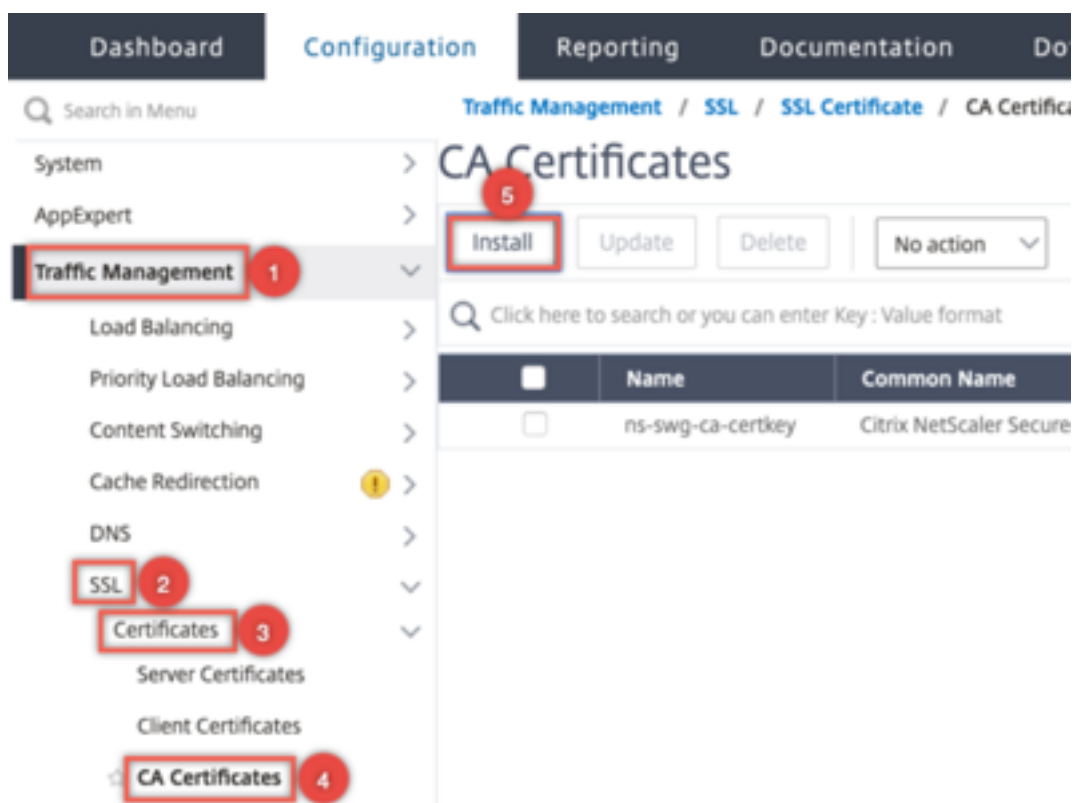 Dashboard Configuration Reporting Documentation Do
Search in Menu
Traffic Management / SSL / SSL Certificate / CA Certifica
System
CA Certificates
5
AppExpert
Install Update Delete No action
Traffic Management 1
Click here to search or you can enter Key : Value format
Load Balancing
Priority Load Balancing
Name Common Name
Content Switching
ns-swg-ca-certkey Citrix NetScaler Secure
Cache Redirection !
DNS
SSL 2
Certificates 3
Server Certificates
Client Certificates
CA Certificates 4